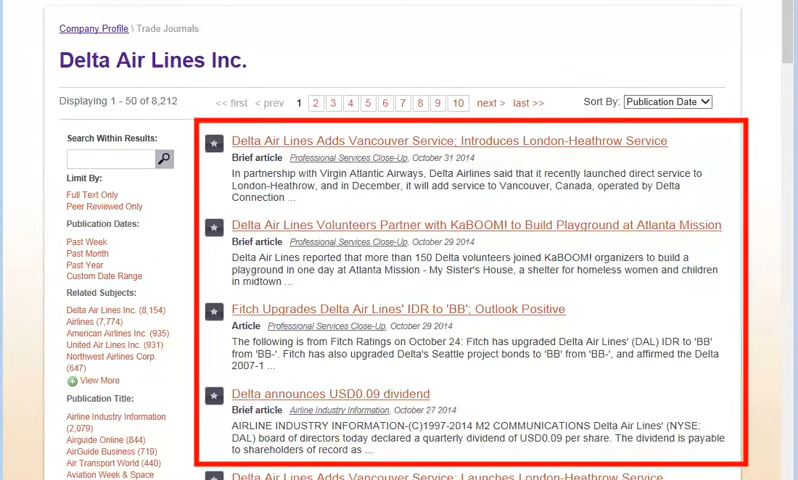 Company Profile \ Trade Journals
Delta Air Lines Inc.
Displaying 1 - 50 of 8,212
<< first < prev 1 2 3 4 5 6 7 8 9 10 next > last >>
Sort By: Publication Date
Search Within Results:
Limit By:
Full Text Only
Peer Reviewed Only
Publication Dates:
Past Week
Past Month
Past Year
Custom Date Range
Related Subjects:
Delta Air Lines Inc. (8,154)
Airlines (7,774)
American Airlines Inc. (935)
United Air Lines Inc. (931)
Northwest Airlines Corp.
(647)
View More
Publication Title:
Airline Industry Information
(2,079)
Airguide Online (844)
AirGuide Business (719)
Air Transport World (440)
Aviation Week & Space
Delta Air Lines Adds Vancouver Service; Introduces London-Heathrow Service
Brief article Professional Services Close-Up, October 31 2014
In partnership with Virgin Atlantic Airways, Delta Airlines said that it recently launched direct service to
London-Heathrow, and in December, it will add service to Vancouver, Canada, operated by Delta
Connection ...
Delta Air Lines Volunteers Partner with KaBOOM! to Build Playground at Atlanta Mission
Brief article Professional Services Close-Up, October 29 2014
Delta Air Lines reported that more than 150 Delta volunteers joined KaBOOM! organizers to build a
playground in one day at Atlanta Mission - My Sister's House, a shelter for homeless women and children
in midtown ...
Fitch Upgrades Delta Air Lines' IDR to 'BB'; Outlook Positive
Article Professional Services Close-Up, October 29 2014
The following is from Fitch Ratings on October 24: Fitch has upgraded Delta Air Lines' (DAL) IDR to 'BB'
from 'BB-'. Fitch has also upgraded Delta's Seattle project bonds to 'BB' from 'BB-', and affirmed the Delta
2007-1 ...
Delta announces USD0.09 dividend
Brief article Airline Industry Information, October 27 2014
AIRLINE INDUSTRY INFORMATION-(C)1997-2014 M2 COMMUNICATIONS Delta Air Lines' (NYSE:
DAL) board of directors today declared a quarterly dividend of USD0.09 per share. The dividend is payable
to shareholders of record as ...
Delta Air Lines Adds Vancouver Service; Launches London-Heathrow Service